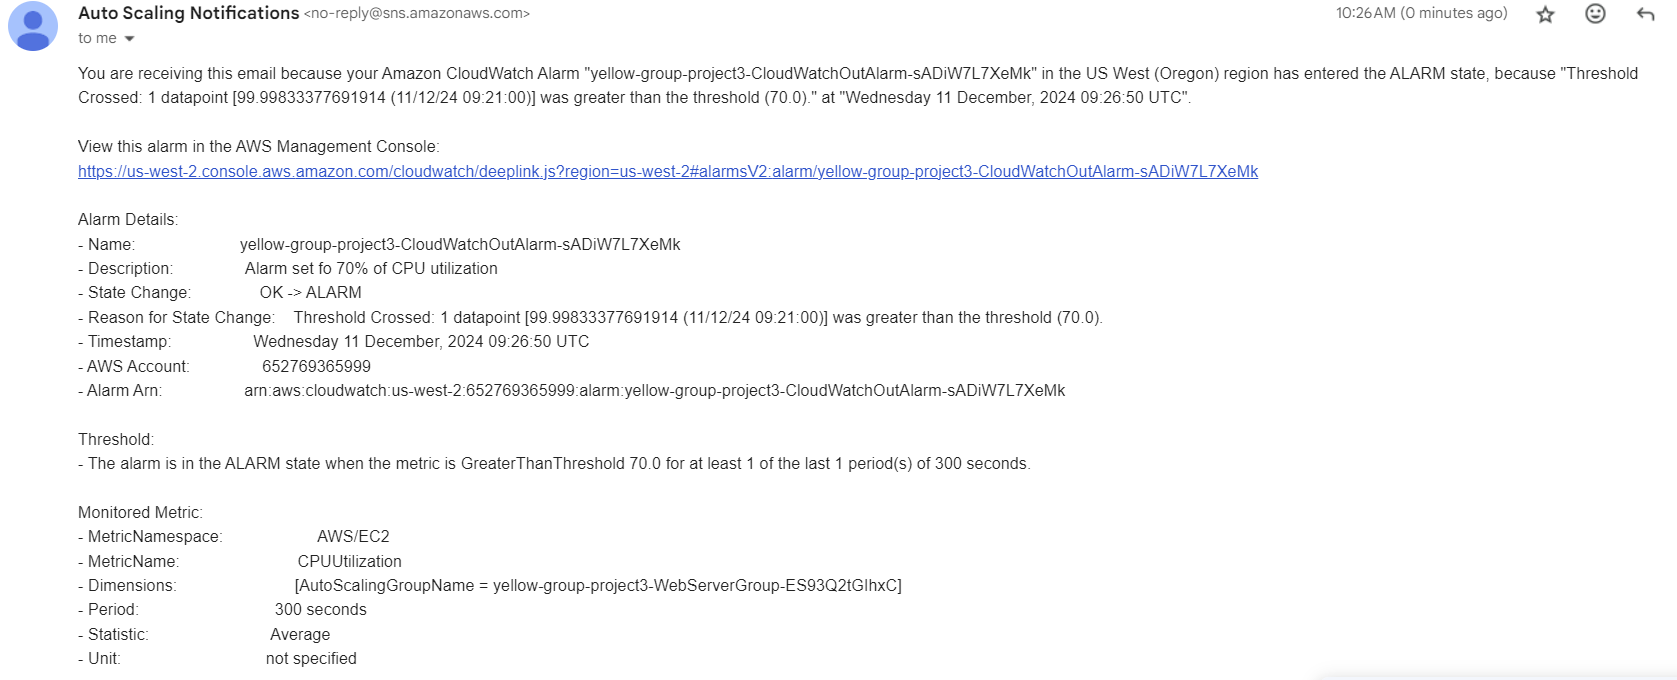 Auto Scaling Notifications <no-reply@sns.amazonaws.com>
10:26 AM (0 minutes ago)
to me
You are receiving this email because your Amazon CloudWatch Alarm "yellow-group-project3-CloudWatchOutAlarm-sADiW7L7XeMk" in the US West (Oregon) region has entered the ALARM state, because "Threshold
Crossed: 1 datapoint [99.99833377691914 (11/12/24 09:21:00)] was greater than the threshold (70.0)." at "Wednesday 11 December, 2024 09:26:50 UTC".
View this alarm in the AWS Management Console:
https://us-west-2.console.aws.amazon.com/cloudwatch/deeplink.js?region=us-west-2#alarmsV2:alarm/yellow-group-project3-CloudWatchOutAlarm-sADiW7L7XeMk
Alarm Details:
- Name: yellow-group-project3-CloudWatchOutAlarm-sADiW7L7XeMk
- Description: Alarm set fo 70% of CPU utilization
- State Change: OK -> ALARM
- Reason for State Change: Threshold Crossed: 1 datapoint [99.99833377691914 (11/12/24 09:21:00)] was greater than the threshold (70.0).
- Timestamp: Wednesday 11 December, 2024 09:26:50 UTC
- AWS Account: 652769365999
- Alarm Arn: arn:aws:cloudwatch:us-west-2:652769365999:alarm:yellow-group-project3-CloudWatchOutAlarm-sADiW7L7XeMk
Threshold:
- The alarm is in the ALARM state when the metric is GreaterThanThreshold 70.0 for at least 1 of the last 1 period(s) of 300 seconds.
Monitored Metric:
- MetricNamespace: AWS/EC2
- MetricName: CPUUtilization
- Dimensions: [AutoScalingGroupName = yellow-group-project3-WebServerGroup-ES93Q2tGIhxC]
- Period: 300 seconds
- Statistic: Average
- Unit: not specified